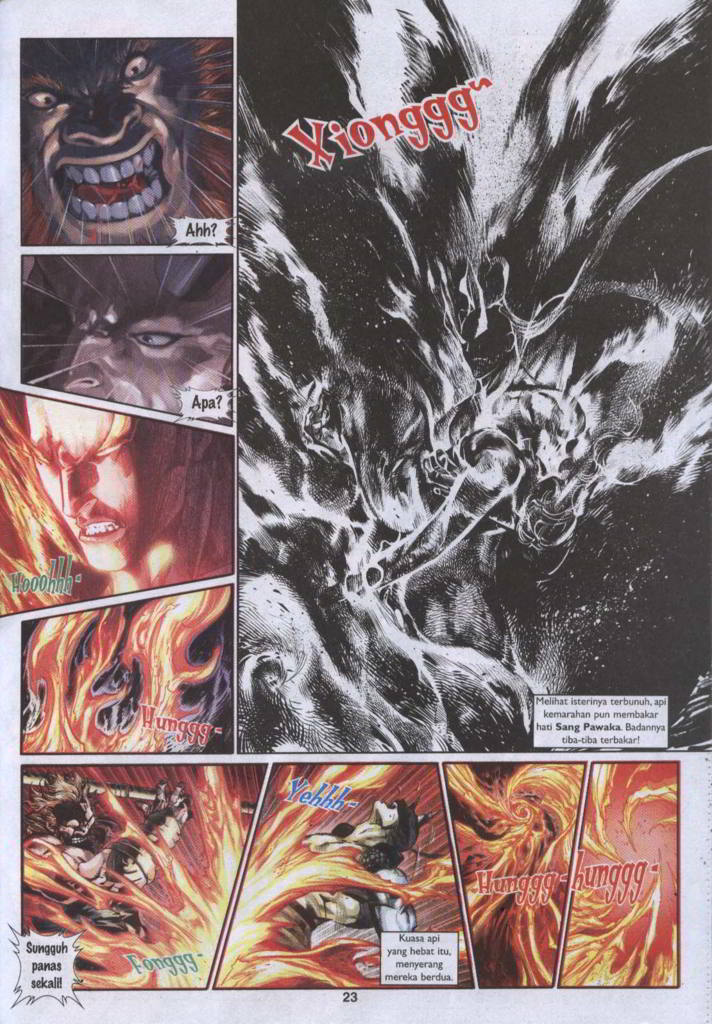 Ahh?
Xionggg~
Apa?
Hooohhh-
Hunggg-
Melihat isterinya terbunuh, api
kemarahan pun membakar
hati Sang Pawaka. Badannya
tiba-tiba terbakar!
Sungguh
panas
sekali!
Fonggg-
Yehhh-
Kuasa api
yang hebat itu,
menyerang
mereka berdua.
Hunggg-hunggg-
23